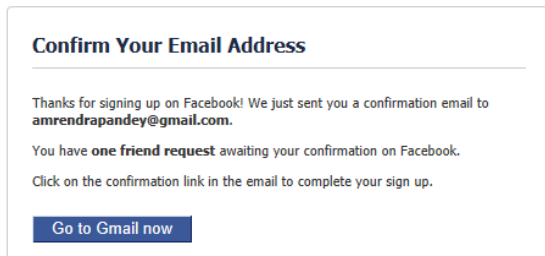 Confirm Your Email Address
Thanks for signing up on Facebook! We just sent you a confirmation email to
amrendrapandey@gmail.com.
You have one friend request awaiting your confirmation on Facebook.
Click on the confirmation link in the email to complete your sign up.
Go to Gmail now